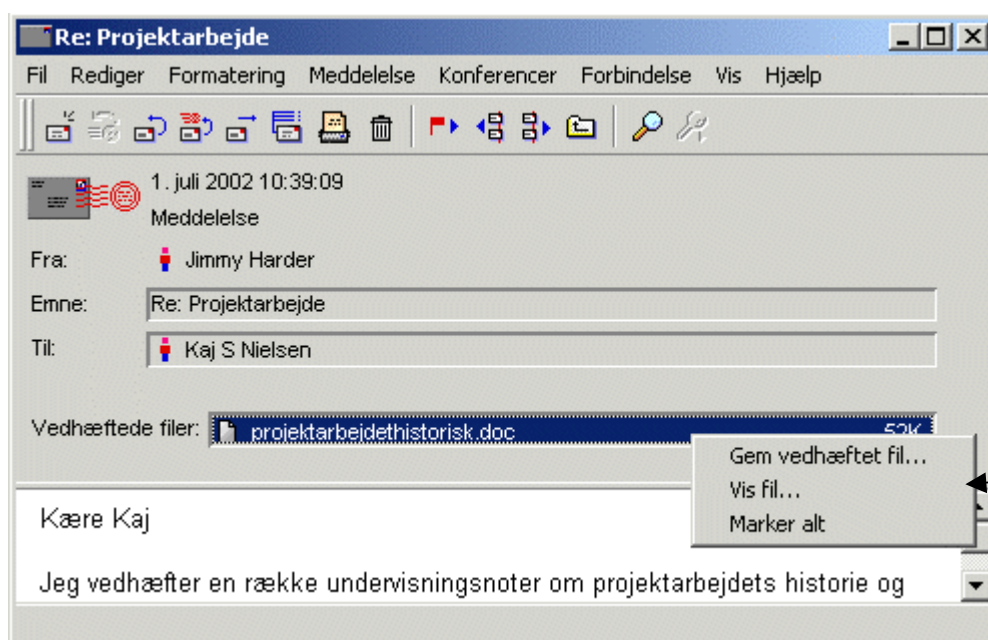 Re: Projektarbejde
Fil Rediger Formatering Meddelelse Konferencer Forbindelse Vis Hjælp
1. juli 2002 10:39:09
Meddelelse
Fra: Jimmy Harder
Emne: Re: Projektarbejde
Til: Kaj S Nielsen
Vedhæftede filer: projektarbejdethistorisk.doc 52K
Gem vedhæftet fil...
Vis fil...
Marker alt
Kære Kaj
Jeg vedhæfter en række undervisningsnoter om projektarbejdets historie og